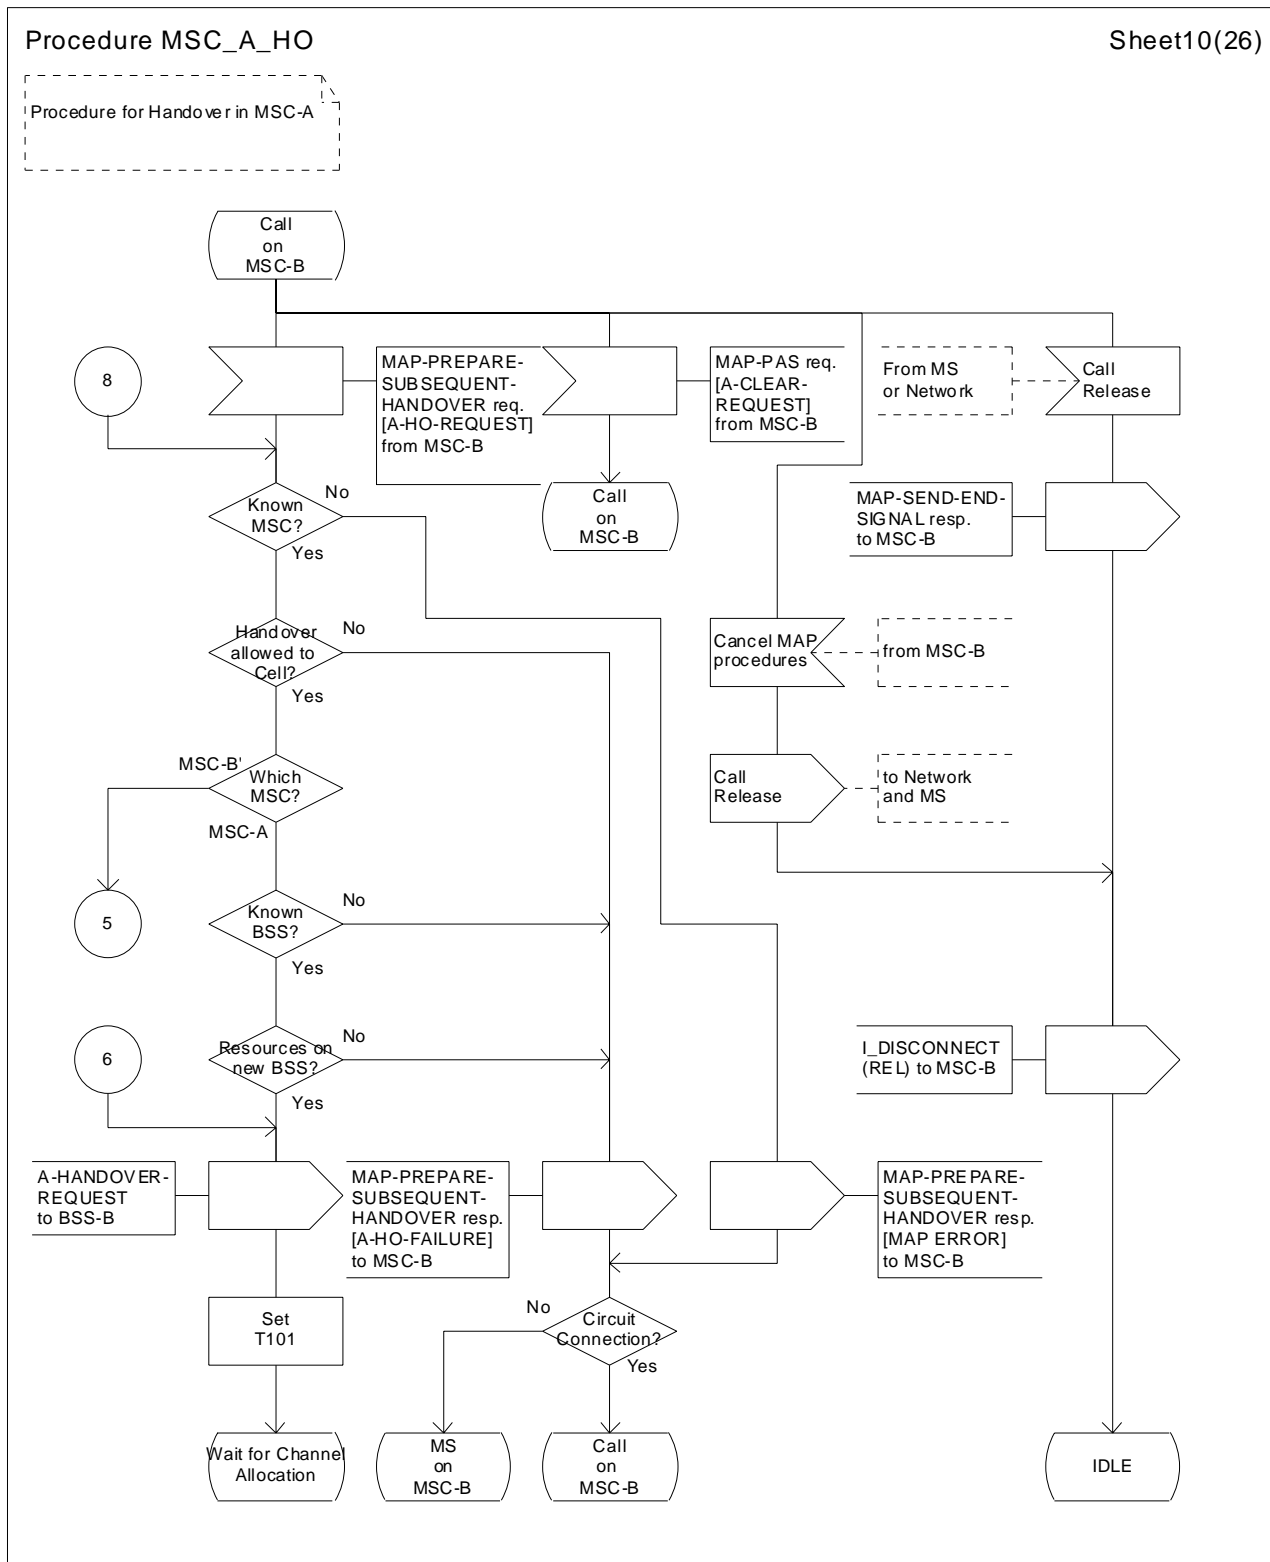 Procedure MSC_A_HO
Sheet10(26)
Procedure for Handover in MSC-A
Call
on
MSC-B
8
MAP-PREPARE-
SUBSEQUENT-
HANDOVER req.
[A-HO-REQUEST]
from MSC-B
MAP-PAS req.
[A-CLEAR-
REQUEST]
from MSC-B
From MS
or Network
Call
Release
Known
MSC?
No
Yes
Call
on
MSC-B
MAP-SEND-END-
SIGNAL resp.
to MSC-B
Handover
allowed to
Cell?
No
Yes
Cancel MAP
procedures
from MSC-B
MSC-B'
Which
MSC?
MSC-A
Call
Release
to Network
and MS
5
Known
BSS?
No
Yes
6
Resources on
new BSS?
No
Yes
I_DISCONNECT
(REL) to MSC-B
A-HANDOVER-
REQUEST
to BSS-B
MAP-PREPARE-
SUBSEQUENT-
HANDOVER resp.
[A-HO-FAILURE]
to MSC-B
MAP-PREPARE-
SUBSEQUENT-
HANDOVER resp.
[MAP ERROR]
to MSC-B
Set
T101
No
Circuit
Connection?
Yes
Wait for Channel
Allocation
MS
on
MSC-B
Call
on
MSC-B
IDLE